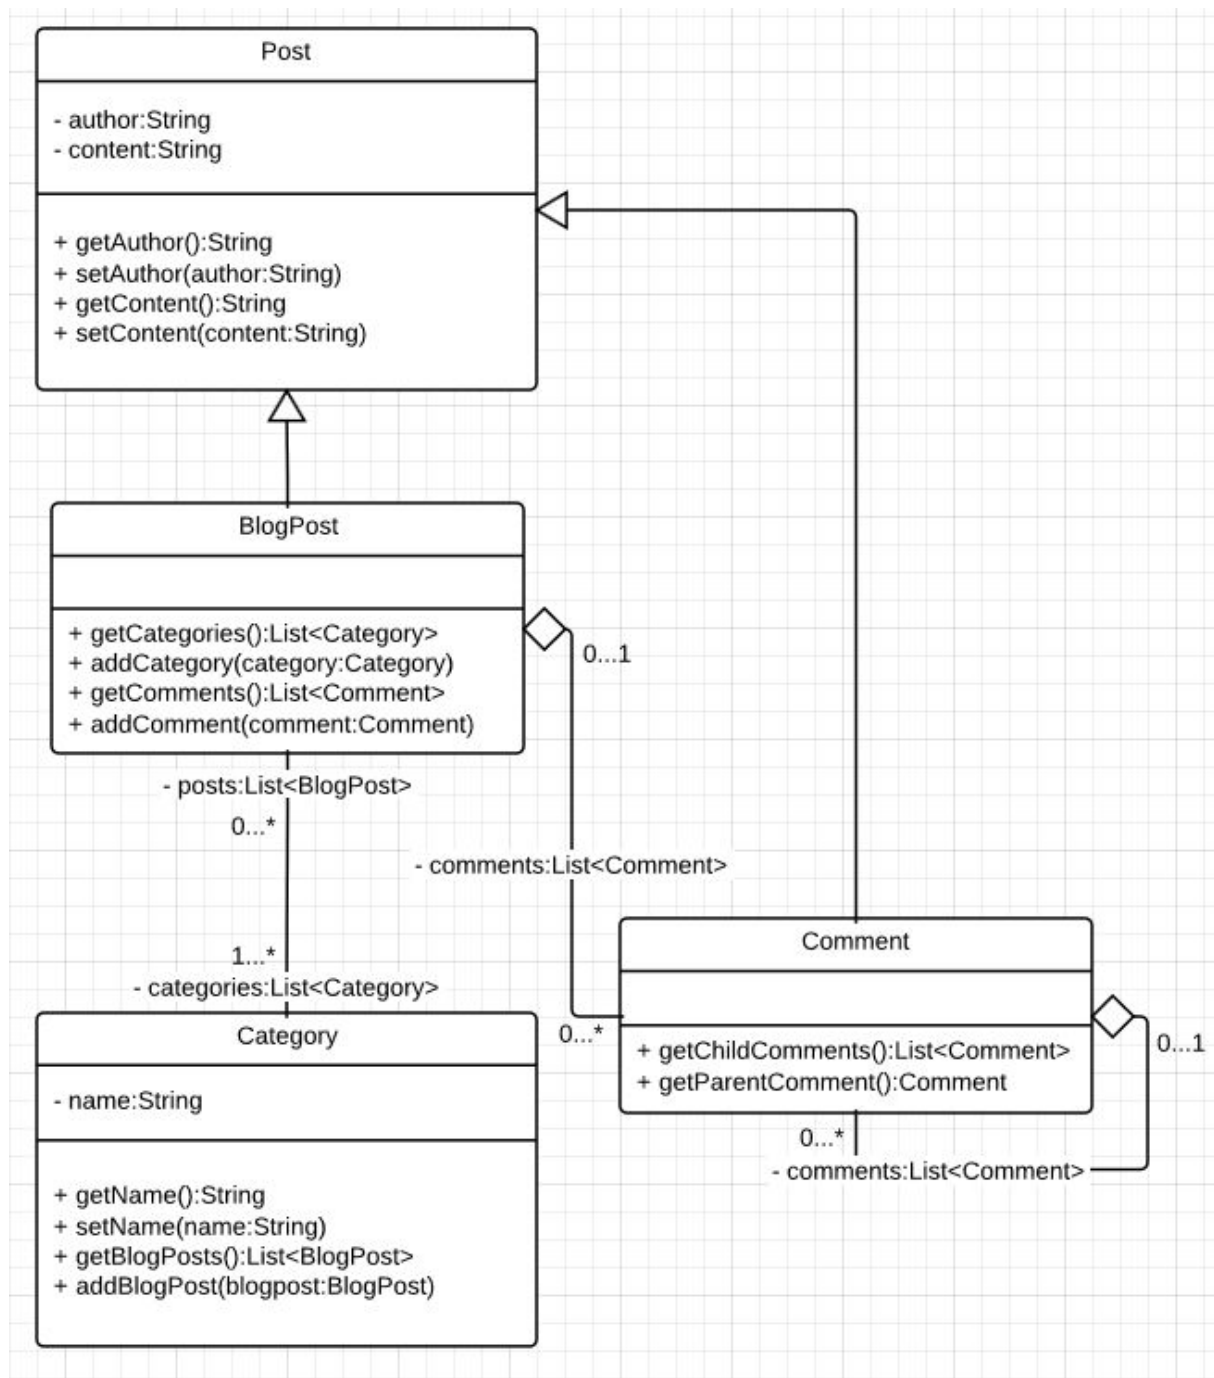 Post
- author:String
- content:String
+ getAuthor():String
+ setAuthor(author:String)
+ getContent():String
+ setContent(content:String)
BlogPost
+ getCategories():List<Category>
+ addCategory(category:Category)
+ getComments():List<Comment>
+ addComment(comment:Comment)
0...1
- posts:List<BlogPost>
0...*
- comments:List<Comment>
1...*
- categories:List<Category>
Category
- name:String
+ getName():String
+ setName(name:String)
+ getBlogPosts():List<BlogPost>
+ addBlogPost(blogpost:BlogPost)
0...*
Comment
+ getChildComments():List<Comment>
+ getParentComment():Comment
0...1
0...*
- comments:List<Comment>